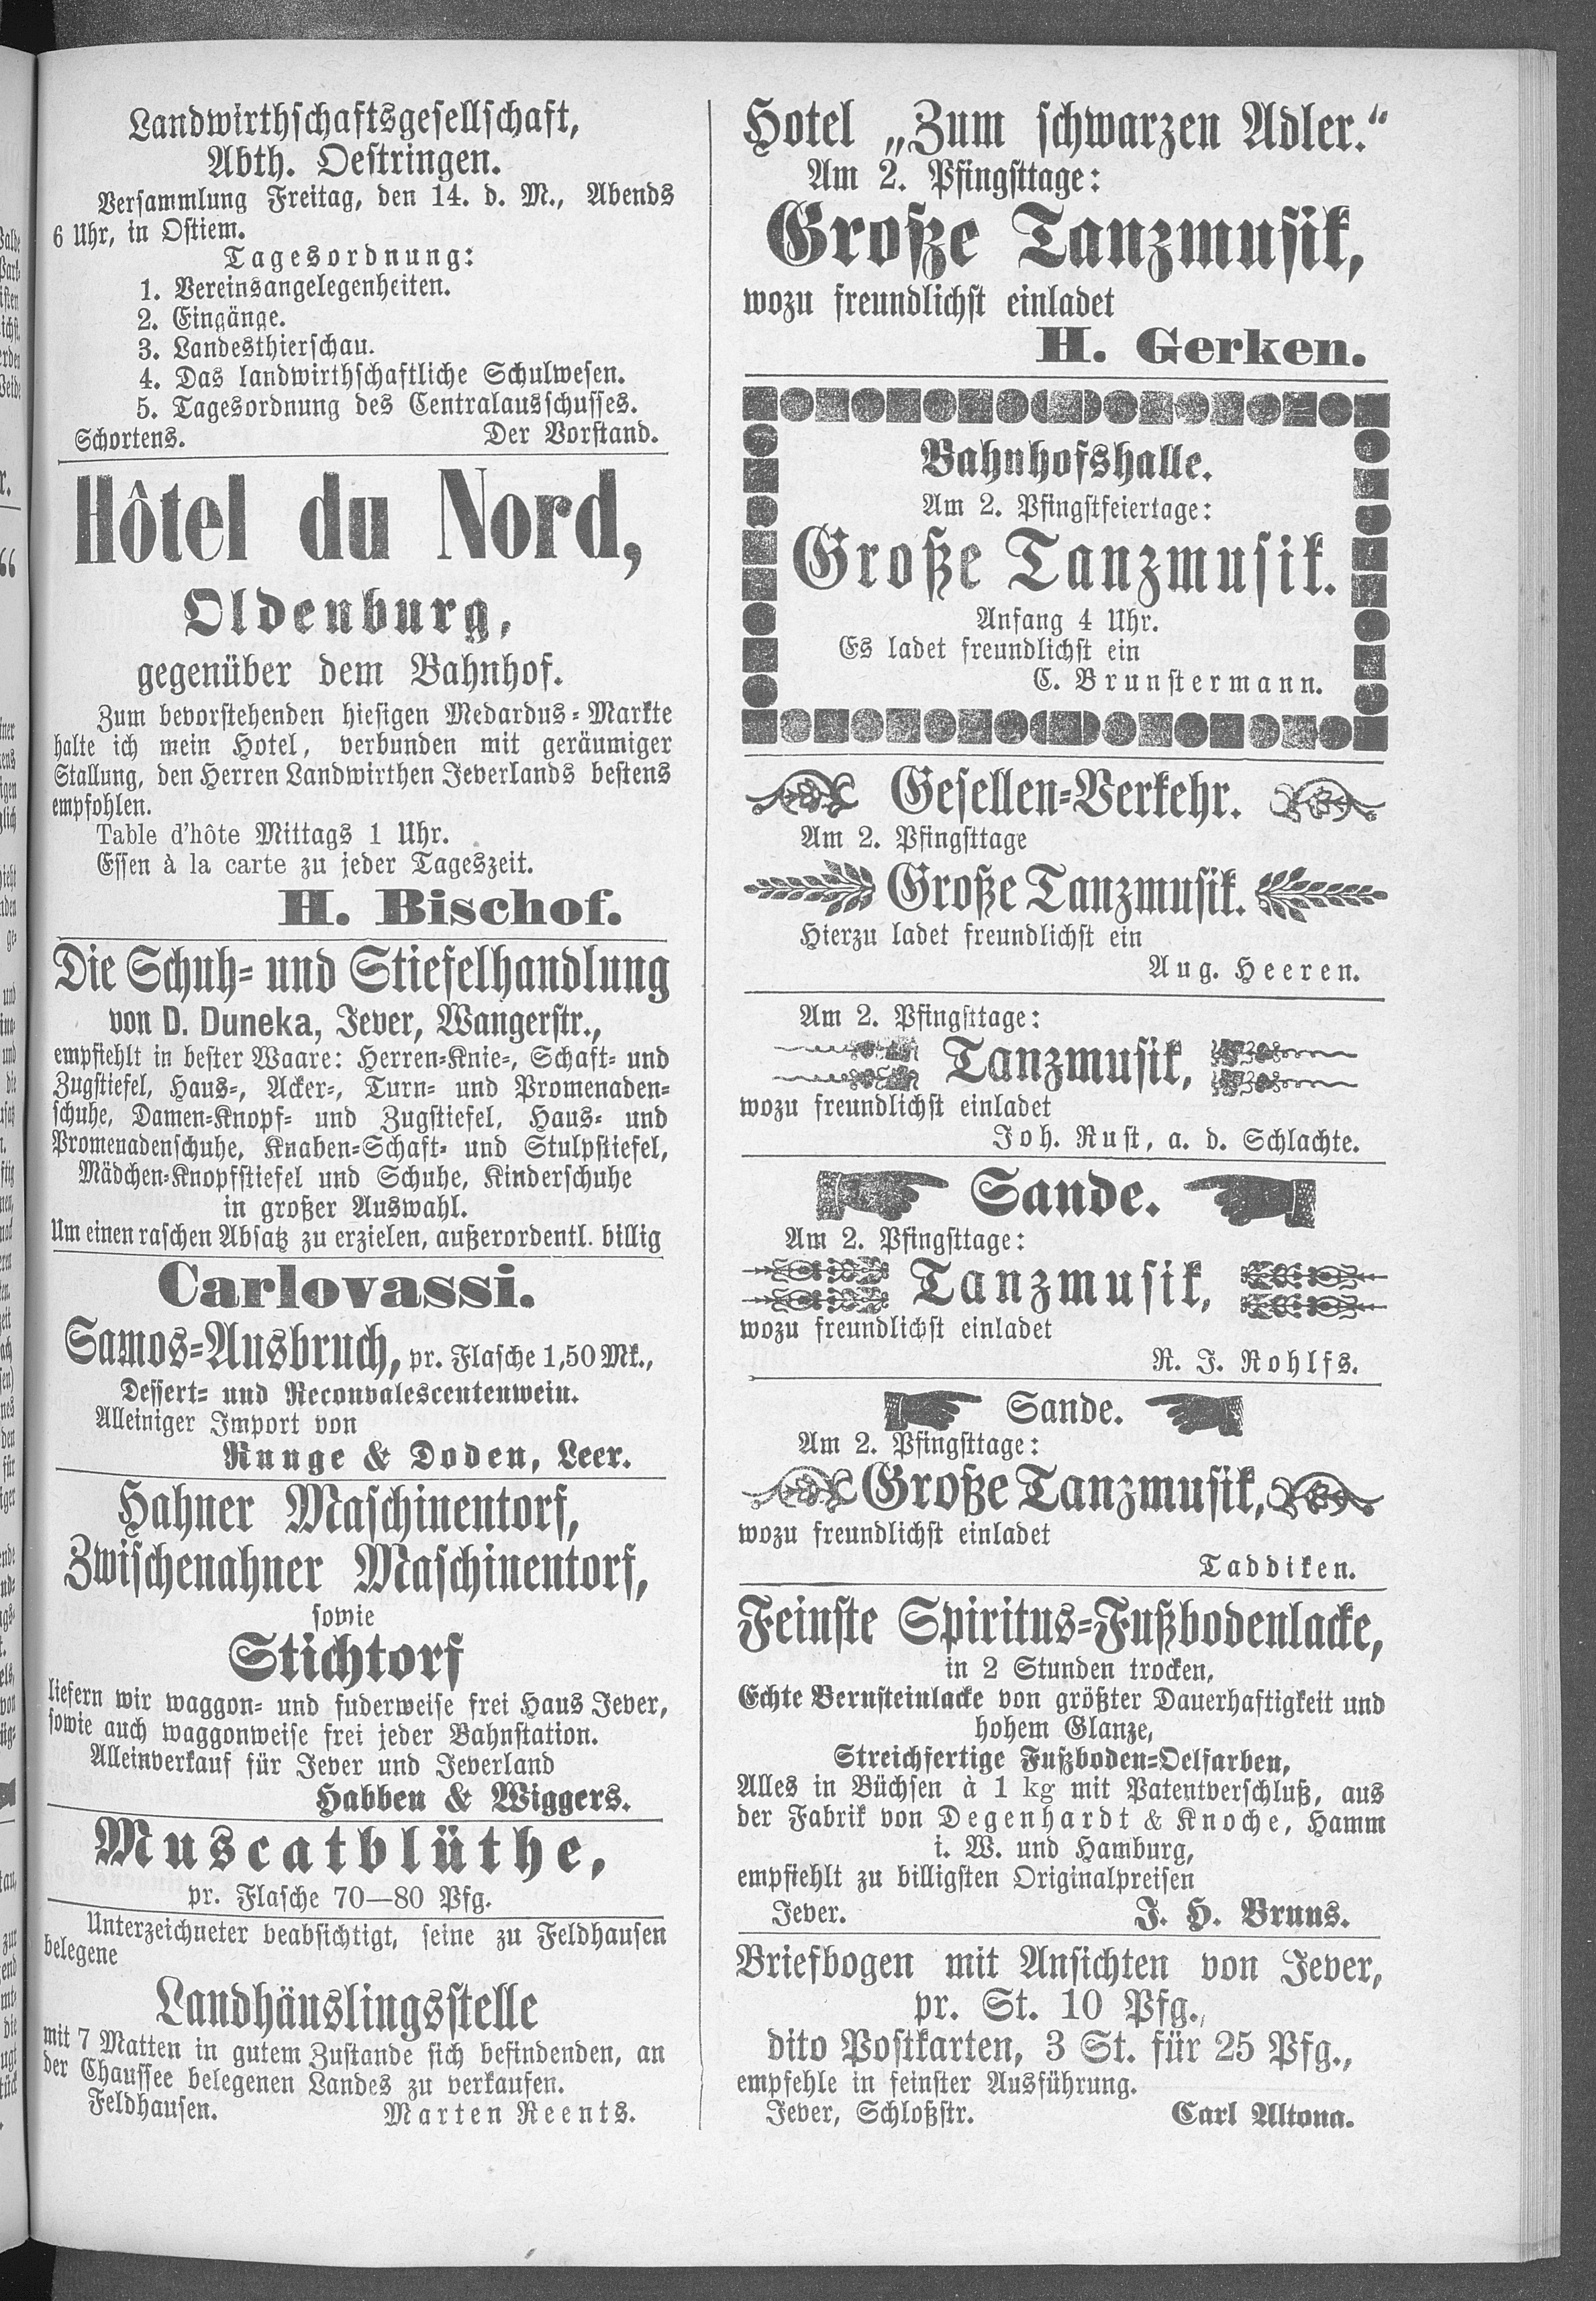 Landwirthschaftsgesellschaft,
Abth. Oestringen.
Versammlung Freitag, den 14. d. M., Abends
6 Uhr, in Ostiem.
Tagesordnung:
1. Vereinsangelegenheiten.
2. Eingänge.
3. Landesthierschau.
4. Das landwirthschaftliche Schulwesen.
5. Tagesordnung des Centralausschusses.
Schortens. Der Vorstand.
Hôtel du Nord,
Oldenburg,
gegenüber dem Bahnhof.
Zum bevorstehenden hiesigen Medardus-Markte
halte ich mein Hotel, verbunden mit geräumiger
Stallung, den Herren Landwirthen Jeverlands bestens
empfohlen.
Table d'hôte Mittags 1 Uhr.
Essen à la carte zu jeder Tageszeit.
H. Bischof.
Die Schuh- und Stiefelhandlung
von D. Duneka, Jever, Wangerstr.,
empfiehlt in bester Waare: Herren-Knie-, Schaft- und
Zugstiefel, Haus-, Acker-, Turn- und Promenaden-
schuhe, Damen-Knopf- und Zugstiefel, Haus- und
Promenadenschuhe, Knaben-Schaft- und Stulpstiefel,
Mädchen-Knopfstiefel und Schuhe, Kinderschuhe
in großer Auswahl.
Um einen raschen Absatz zu erzielen, außerordentl. billig
Carlovassi.
Samos-Ausbruch, pr. Flasche 1,50 Mk.,
Dessert- und Reconvalescentenwein.
Alleiniger Import von
Runge & Doden, Leer.
Hahner Maschinentorf,
Zwischenahner Maschinentorf,
sowie
Stichtorf
liefern wir waggon- und fuderweise frei Haus Jever,
sowie auch waggonweise frei jeder Bahnstation.
Alleinverkauf für Jever und Jeverland
Habben & Wiggers.
Muscatblüthe,
pr. Flasche 70—80 Pfg.
Unterzeichneter beabsichtigt, seine zu Feldhausen
belegene
Landhäuslingsstelle
mit 7 Matten in gutem Zustande sich befindenden, an
der Chaussee belegenen Landes zu verkaufen.
Feldhausen. Marten Reents.
Hotel „Zum schwarzen Adler.“
Am 2. Pfingsttage:
Große Tanzmusik,
wozu freundlichst einladet
H. Gerken.
Bahnhofshalle.
Am 2. Pfingstfeiertage:
Große Tanzmusik.
Anfang 4 Uhr.
Es ladet freundlichst ein
C. Brunstermann.
Gesellen-Verkehr.
Am 2. Pfingsttage
Große Tanzmusik.
Hierzu ladet freundlichst ein
Aug. Heeren.
Am 2. Pfingsttage:
Tanzmusik,
wozu freundlichst einladet
Joh. Rust, a. d. Schlachte.
Sande.
Am 2. Pfingsttage:
Tanzmusik,
wozu freundlichst einladet
R. J. Rohlfs.
Sande.
Am 2. Pfingsttage:
Große Tanzmusik,
wozu freundlichst einladet
Taddiken.
Feinste Spiritus-Fußbodenlacke,
in 2 Stunden trocken,
Echte Bernsteinlacke von größter Dauerhaftigkeit und
hohem Glanze,
Streichfertige Fußboden-Oelfarben,
Alles in Büchsen à 1 kg mit Patentverschluß, aus
der Fabrik von Degenhardt & Knoche, Hamm
i. W. und Hamburg,
empfiehlt zu billigsten Originalpreisen
Jever. J. H. Bruns.
Briefbogen mit Ansichten von Jever,
pr. St. 10 Pfg.,
dito Postkarten, 3 St. für 25 Pfg.,
empfehle in feinster Ausführung.
Jever, Schloßstr. Carl Altona.